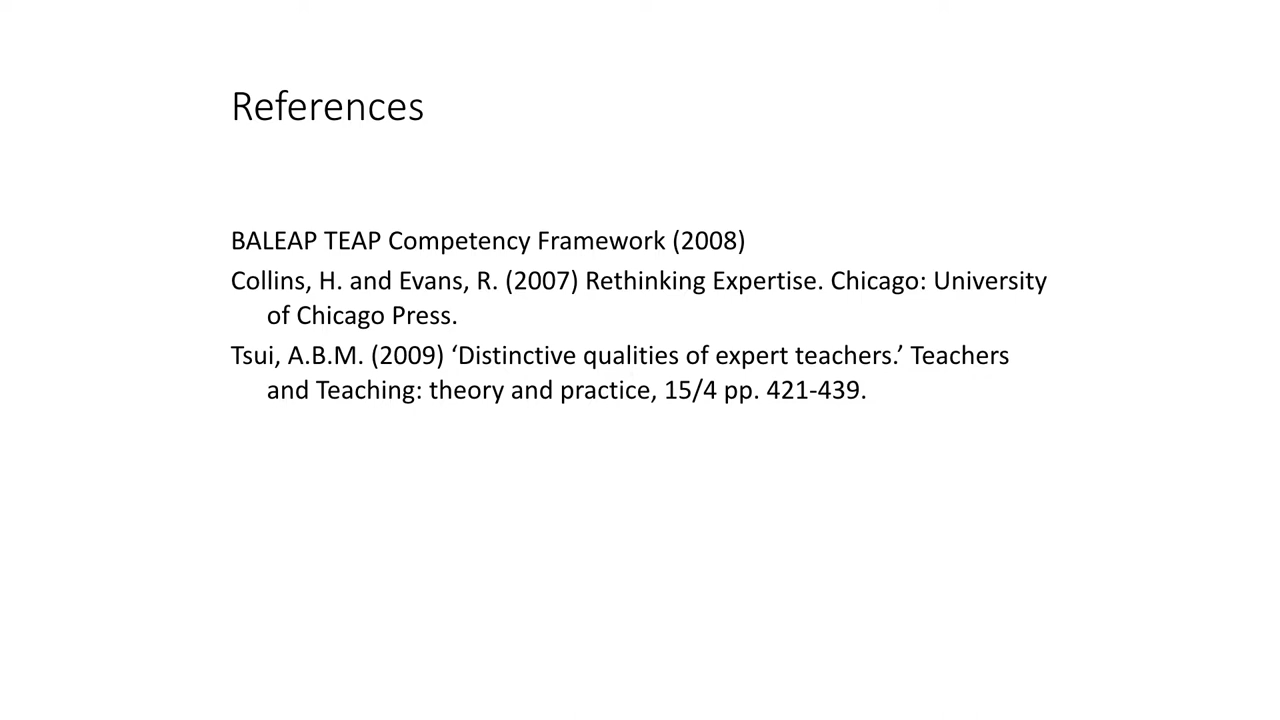 References
BALEAP TEAP Competency Framework (2008)
Collins, H. and Evans, R. (2007) Rethinking Expertise. Chicago: University
of Chicago Press.
Tsui, A.B.M. (2009) ‘Distinctive qualities of expert teachers.’ Teachers
and Teaching: theory and practice, 15/4 pp. 421-439.